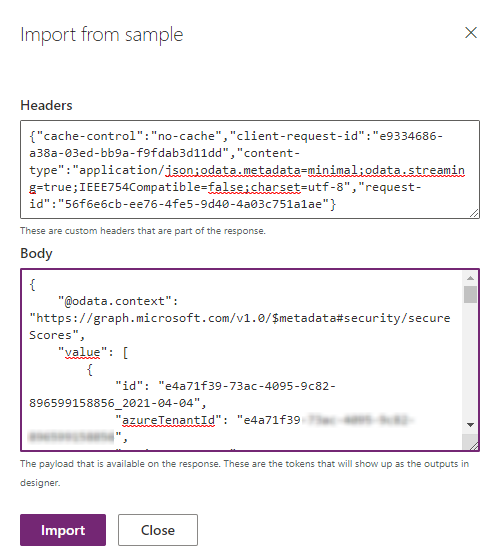 Import from sample
Headers
{"cache-control":"no-cache","client-request-id":"e9334686-
a38a-03ed-bb9a-f9fdab3d11dd","content-
type":"application/json;odata.metadata=minimal;odata.streamin
g=true;IEEE754Compatible=false;charset=utf-8","request-
id":"56f6e6cb-ee76-4fe5-9d40-4a03c751a1ae"}
These are custom headers that are part of the response.
Body
{
"@odata.context":
"https://graph.microsoft.com/v1.0/$metadata#security/secure
Scores",
"value": [
{
"id": "e4a71f39-73ac-4095-9c82-
896599158856_2021-04-04",
"azureTenantId": "e4a71f39
",
The payload that is available on the response. These are the tokens that will show up as the outputs in
designer.
Import Close